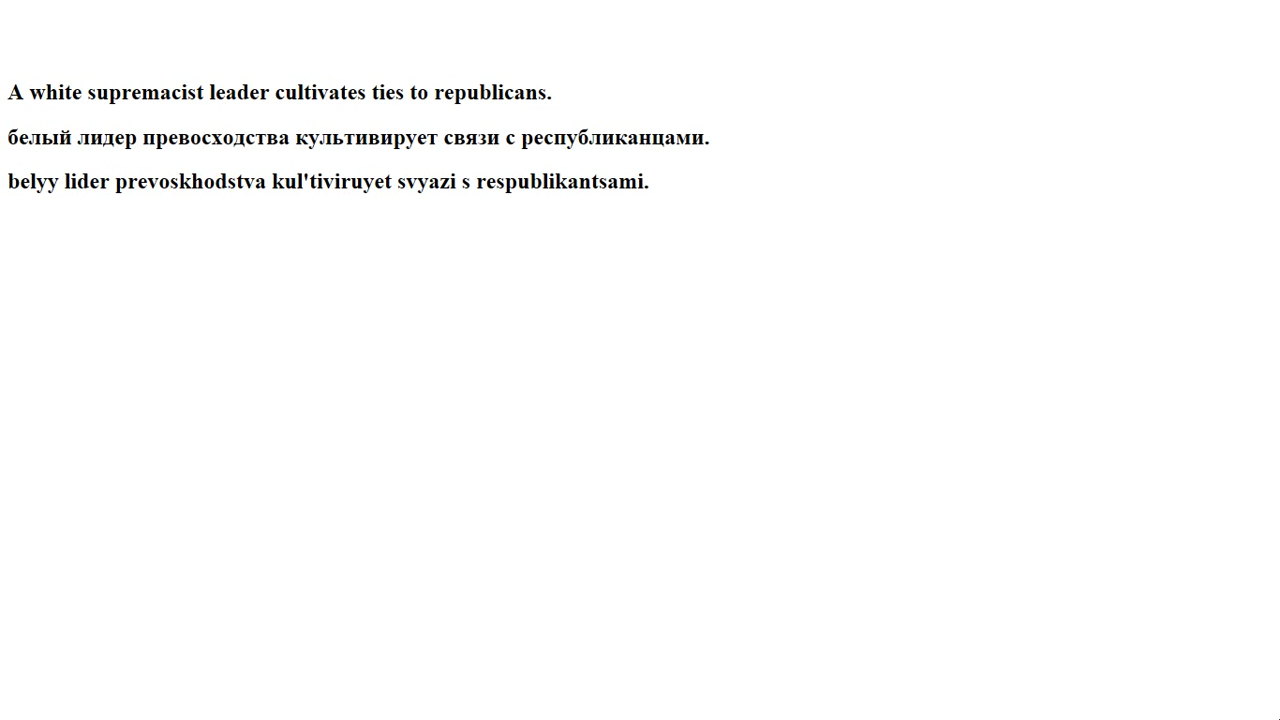 A white supremacist leader cultivates ties to republicans.
белый лидер превосходства культивирует связи с республиканцами.
belyy lider prevoskhodstva kul'tiviruyet svyazi s respublikantsami.